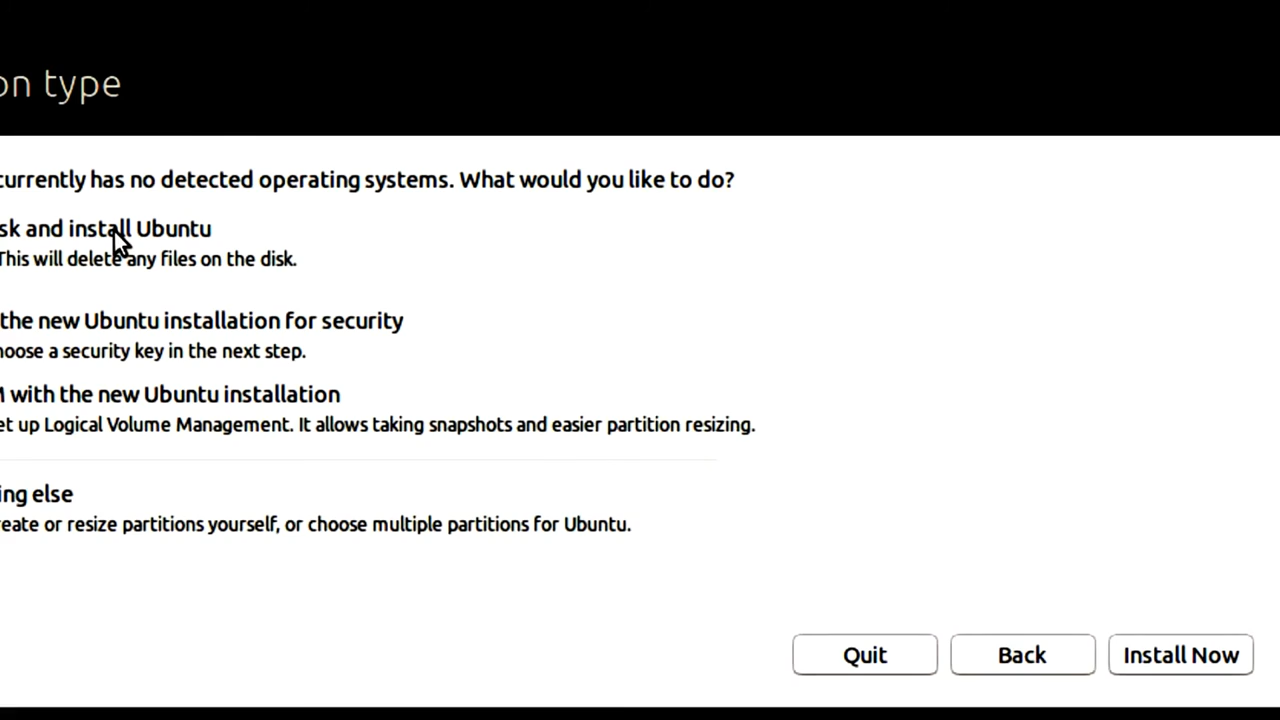 on type
currently has no detected operating systems. What would you like to do?
sk and install Ubuntu
This will delete any files on the disk.
the new Ubuntu installation for security
hoose a security key in the next step.
with the new Ubuntu installation
et up Logical Volume Management. It allows taking snapshots and easier partition resizing.
ing else
reate or resize partitions yourself, or choose multiple partitions for Ubuntu.
Quit Back Install Now